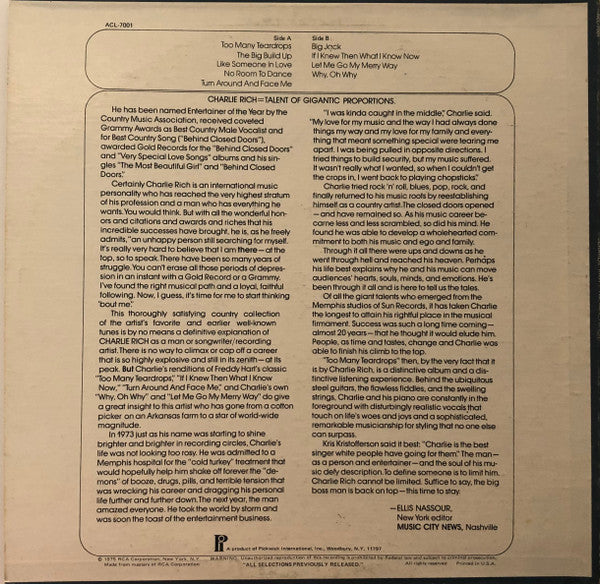 ACL-7001
Side A
Too Many Teardrops
The Big Build Up
Like Someone In Love
No Room To Dance
Turn Around And Face Me
Side B
Big Jack
If I Knew Then What I Know Now
Let Me Go My Merry Way
Why, Oh Why
CHARLIE RICH=TALENT OF GIGANTIC PROPORTIONS.
He has been named Entertainer of the Year by the
Country Music Association, received coveted
Grammy Awards as Best Country Male Vocalist and
for Best Country Song ("Behind Closed Doors"),
awarded Gold Records for the "Behind Closed Doors"
and "Very Special Love Songs" albums and his sin-
gles "The Most Beautiful Girl" and "Behind Closed
Doors."
Certainly Charlie Rich is an international music
personality who has reached the very highest stratum
of his profession and a man who has everything he
wants. You would think. But with all the wonderful hon-
ors and citations and awards and riches that his
incredible successes have brought, he is, as he freely
admits, "an unhappy person still searching for myself.
It's really very hard to believe that I am there—at the
top, so to speak. There have been so many years of
struggle. You can't erase all those periods of depres-
sion in an instant with a Gold Record or a Grammy.
I've found the right musical path and a loyal, faithful
following. Now, I guess, it's time for me to start thinking
'bout me."
This thoroughly satisfying country collection
of the artist's favorite and earlier well-known
tunes is by no means a definitive explanation of
CHARLIE RICH as a man or songwriter/recording
artist. There is no way to climax or cap off a career
that is so highly explosive and still in its zenith—at its
peak. But Charlie's renditions of Freddy Hart's classic
"Too Many Teardrops," "If I Knew Then What I Know
Now," "Turn Around And Face Me," and Charlie's own
"Why, Oh Why" and "Let Me Go My Merry Way" do give
a great insight to this artist who has gone from a cotton
picker on an Arkansas farm to a star of world-wide
magnitude.
In 1973 just as his name was starting to shine
brighter and brighter in recording circles, Charlie's
life was not looking too rosy. He was admitted to a
Memphis hospital for the "cold turkey" treatment that
would hopefully help him shake off forever the "de-
mons" of booze, drugs, pills, and terrible tension that
was wrecking his career and dragging his personal
life further and further down. The next year, the man
amazed everyone. He took the world by storm and
was soon the toast of the entertainment business.
"I was kinda caught in the middle," Charlie said.
"My love for my music and the way I had always done
things my way and my love for my family and every-
thing that meant something special were tearing me
apart. I was being pulled in opposite directions. I
tried things to build security, but my music suffered.
It wasn't really what I wanted, so when I couldn't get
the crops in, I went back to playing chopsticks."
Charlie tried rock 'n' roll, blues, pop, rock, and
finally returned to his music roots by reestablishing
himself as a country artist. The closed doors opened
—and have remained so. As his music career be-
came less and less scrambled, so did his mind. He
found he was able to develop a wholehearted com-
mitment to both his music and ego and family.
Through it all there were ups and downs as he
went through hell and reached his heaven. Perhaps
his life best explains why he and his music can move
audiences' hearts, souls, minds, and emotions. He's
been through it all and is here to tell us the tales.
Of all the giant talents who emerged from the
Memphis studios of Sun Records, it has taken Charlie
the longest to attain his rightful place in the musical
firmament. Success was such a long time coming—
almost 20 years—that he thought it would elude him.
People, as time and tastes, change and Charlie was
able to finish his climb to the top.
"Too Many Teardrops" then, by the very fact that it
is by Charlie Rich, is a distinctive album and a dis-
tinctive listening experience. Behind the ubiquitous
steel guitars, the flawless fiddles, and the swelling
strings, Charlie and his piano are constantly in the
foreground with disturbingly realistic vocals that
touch on life's woes and joys and a sophisticated,
remarkable musicianship for styling that no one else
can surpass.
Kris Kristofferson said it best: "Charlie is the best
singer white people have going for them." The man—
as a person and entertainer—and the soul of his mu-
sic defy description. To define someone is to limit him.
Charlie Rich cannot be limited. Suffice to say, the big
boss man is back on top—this time to stay.
—ELLIS NASSOUR,
New York editor
MUSIC CITY NEWS, Nashville
A product of Pickwick International, Inc., Woodbury, N.Y. 11797
© 1975 RCA Corporation, New York, N.Y.
Made from masters of RCA Corporation.
WARNING. Unauthorized reproduction of this recording is prohibited by Federal law and subject to criminal prosecution.
"ALL SELECTIONS PREVIOUSLY RELEASED."
All rights reserved
Printed in U.S.A.